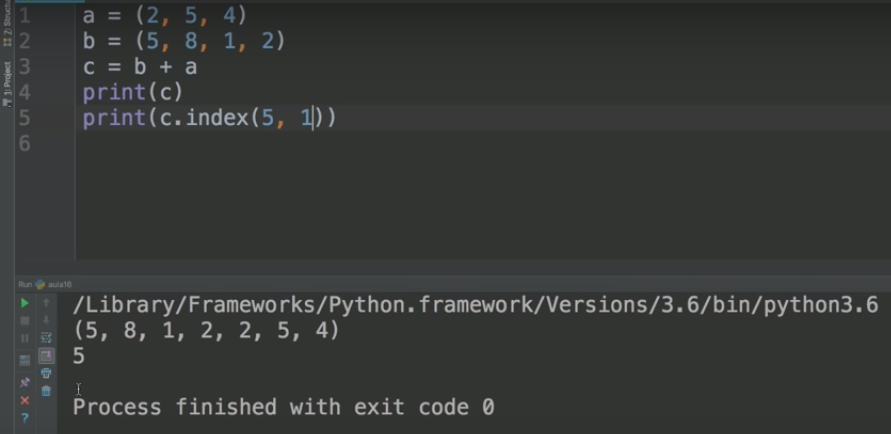 Z: Structure
1: Project
1 a = (2, 5, 4)
2 b = (5, 8, 1, 2)
3 c = b + a
4 print(c)
5 print(c.index(5, 1))
6
Run aula16
/Library/Frameworks/Python.framework/Versions/3.6/bin/python3.6
(5, 8, 1, 2, 2, 5, 4)
5
Process finished with exit code 0